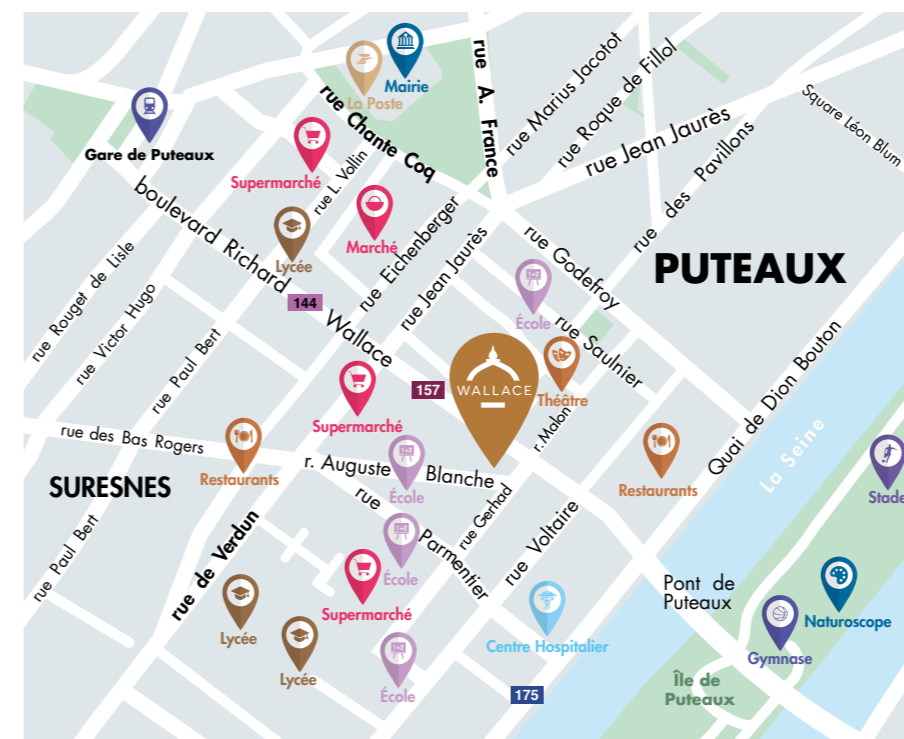 rue A. France
rue Marius Jacotot
rue Roque de Fillol
Mairie
La Poste
rue Chante Coq
Square Léon Blum
rue Jean Jaurès
Gare de Puteaux
Supermarché
rue L. Vollin
rue des Pavillons
boulevard Richard Wallace
Lycée
Marché
rue Eichenberger
rue Jean Jaurès
rue Godefroy
PUTEAUX
rue Rouget de Lisle
rue Victor Hugo
144
École
rue Saulnier
rue Paul Bert
157
WALLACE
Théâtre
Quai de Dion Bouton
Supermarché
r. Malon
La Seine
rue des Bas Rogers
Restaurants
r. Auguste Blanche
École
Restaurants
SURESNES
Stade
rue Gerhad
rue Voltaire
rue Parmentier
rue Paul Bert
rue de Verdun
École
Supermarché
Pont de
Puteaux
Naturoscope
Lycée
Centre Hospitalier
Gymnase
Lycée
École
175
Île de
Puteaux